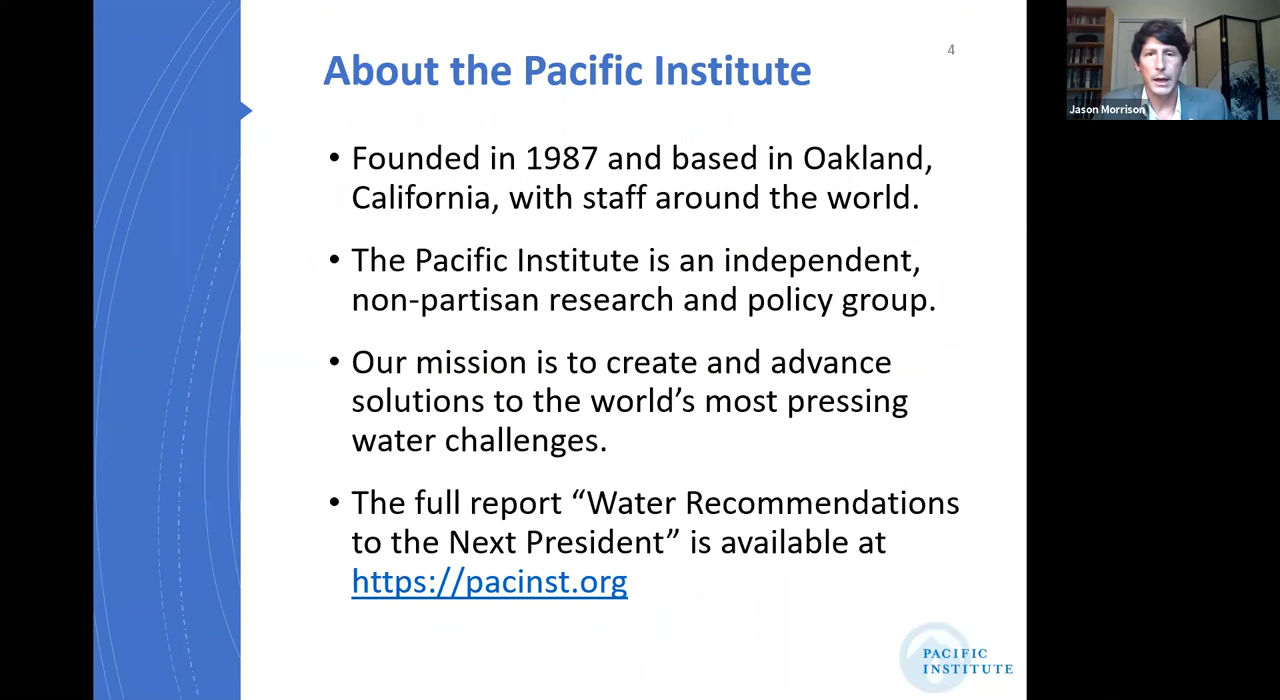 About the Pacific Institute
4
• Founded in 1987 and based in Oakland,
California, with staff around the world.
• The Pacific Institute is an independent,
non-partisan research and policy group.
• Our mission is to create and advance
solutions to the world’s most pressing
water challenges.
• The full report “Water Recommendations
to the Next President” is available at
https://pacinst.org
PACIFIC
INSTITUTE
Jason Morrison